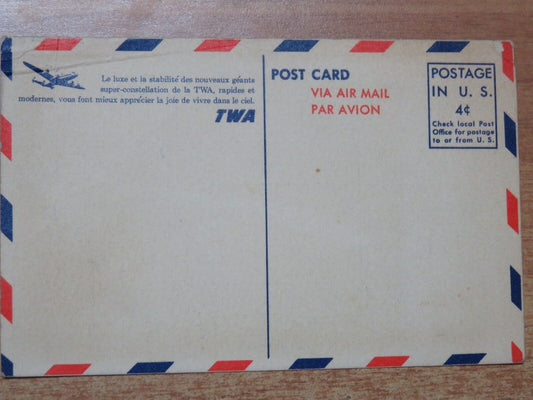 Le luxe et la stabilité des nouveaux géants
super-constellation de la TWA, rapides et
modernes, vous font mieux apprécier la joie de vivre dans le ciel.
TWA
POST CARD
VIA AIR MAIL
PAR AVION
POSTAGE
IN U. S.
4¢
Check local Post
Office for postage
to or from U. S.